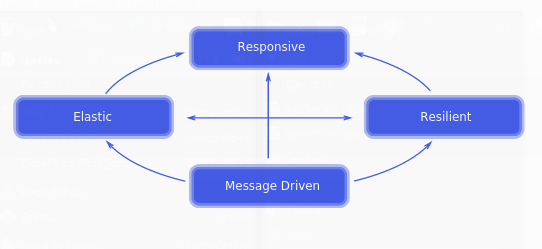 Responsive
Elastic
Resilient
Message Driven